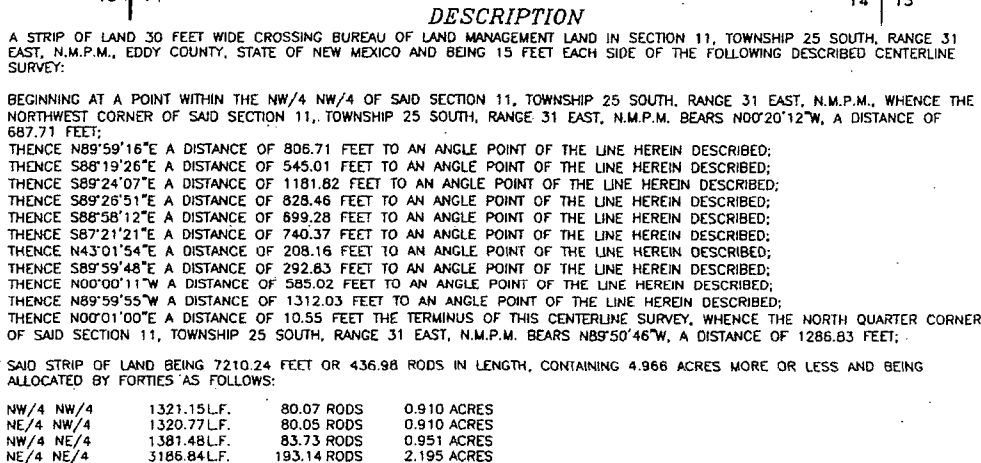 14 | 13
DESCRIPTION
A STRIP OF LAND 30 FEET WIDE CROSSING BUREAU OF LAND MANAGEMENT LAND IN SECTION 11, TOWNSHIP 25 SOUTH, RANGE 31
EAST, N.M.P.M., EDDY COUNTY, STATE OF NEW MEXICO AND BEING 15 FEET EACH SIDE OF THE FOLLOWING DESCRIBED CENTERLINE
SURVEY:
BEGINNING AT A POINT WITHIN THE NW/4 NW/4 OF SAID SECTION 11, TOWNSHIP 25 SOUTH, RANGE 31 EAST, N.M.P.M., WHENCE THE
NORTHWEST CORNER OF SAID SECTION 11, TOWNSHIP 25 SOUTH, RANGE 31 EAST, N.M.P.M. BEARS N00°20'12"W, A DISTANCE OF
687.71 FEET;
THENCE N89°59'16"E A DISTANCE OF 806.71 FEET TO AN ANGLE POINT OF THE LINE HEREIN DESCRIBED;
THENCE S88°19'26"E A DISTANCE OF 545.01 FEET TO AN ANGLE POINT OF THE LINE HEREIN DESCRIBED;
THENCE S89°24'07"E A DISTANCE OF 1181.82 FEET TO AN ANGLE POINT OF THE LINE HEREIN DESCRIBED;
THENCE S89°26'51"E A DISTANCE OF 828.46 FEET TO AN ANGLE POINT OF THE LINE HEREIN DESCRIBED;
THENCE S88°58'12"E A DISTANCE OF 699.28 FEET TO AN ANGLE POINT OF THE LINE HEREIN DESCRIBED;
THENCE S87°21'21"E A DISTANCE OF 740.37 FEET TO AN ANGLE POINT OF THE LINE HEREIN DESCRIBED;
THENCE N43°01'54"E A DISTANCE OF 208.16 FEET TO AN ANGLE POINT OF THE LINE HEREIN DESCRIBED;
THENCE S89°59'48"E A DISTANCE OF 292.83 FEET TO AN ANGLE POINT OF THE LINE HEREIN DESCRIBED;
THENCE N00°00'11"W A DISTANCE OF 585.02 FEET TO AN ANGLE POINT OF THE LINE HEREIN DESCRIBED;
THENCE N89°59'55"W A DISTANCE OF 1312.03 FEET TO AN ANGLE POINT OF THE LINE HEREIN DESCRIBED;
THENCE N00°01'00"E A DISTANCE OF 10.55 FEET THE TERMINUS OF THIS CENTERLINE SURVEY, WHENCE THE NORTH QUARTER CORNER
OF SAID SECTION 11, TOWNSHIP 25 SOUTH, RANGE 31 EAST, N.M.P.M. BEARS N89°50'46"W, A DISTANCE OF 1286.83 FEET;
SAID STRIP OF LAND BEING 7210.24 FEET OR 436.98 RODS IN LENGTH, CONTAINING 4.966 ACRES MORE OR LESS AND BEING
ALLOCATED BY FORTIES AS FOLLOWS:
NW/4 NW/4 1321.15 L.F. 80.07 RODS 0.910 ACRES
NE/4 NW/4 1320.77 L.F. 80.05 RODS 0.910 ACRES
NW/4 NE/4 1381.48 L.F. 83.73 RODS 0.951 ACRES
NE/4 NE/4 3186.84 L.F. 193.14 RODS 2.195 ACRES